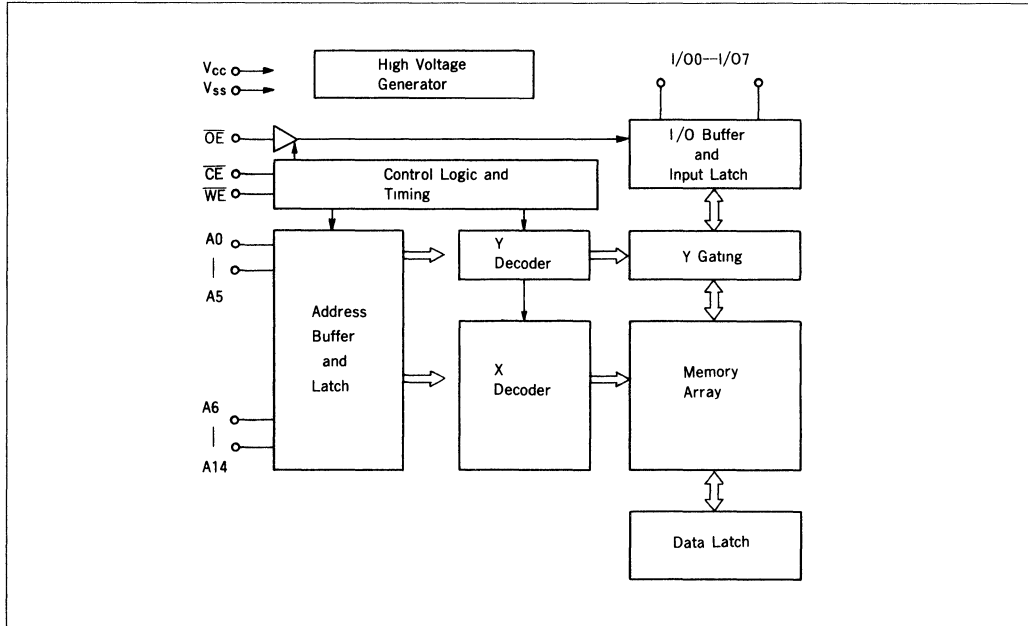 Vcc
Vss
High Voltage
Generator
I/O0--I/O7
OE
I/O Buffer
and
Input Latch
CE
WE
Control Logic and
Timing
A0
|
A5
Address
Buffer
and
Latch
Y
Decoder
Y Gating
X
Decoder
Memory
Array
A6
|
A14
Data Latch